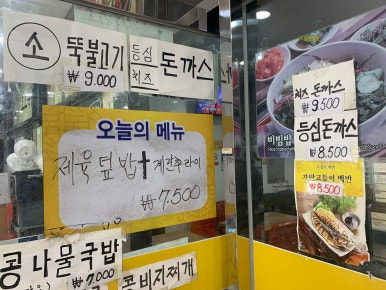 소
뚝불고기
₩9.000
등심
치즈
돈까스
오늘의 메뉴
제육덮밥+계란후라이
₩7.500
콩나물국밥
₩7.000
콩비지찌개
치즈 돈까스
₩9.500
등심돈까스
₩8.500
비빔밥
자반고등어 백반
₩8.500